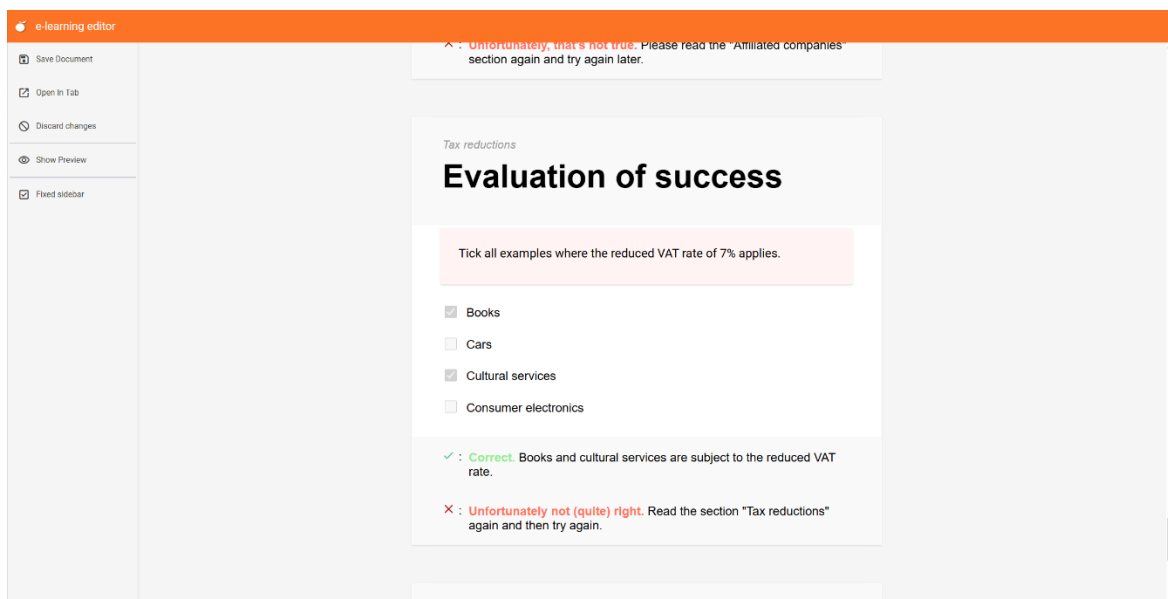 e-learning editor
Save Document
Open In Tab
Discard changes
Show Preview
Fixed sidebar
: Unfortunately, that's not true. Please read the "Affiliated companies"
section again and try again later.
Tax reductions
Evaluation of success
Tick all examples where the reduced VAT rate of 7% applies.
Books
Cars
Cultural services
Consumer electronics
: Correct. Books and cultural services are subject to the reduced VAT
rate.
: Unfortunately not (quite) right. Read the section "Tax reductions"
again and then try again.